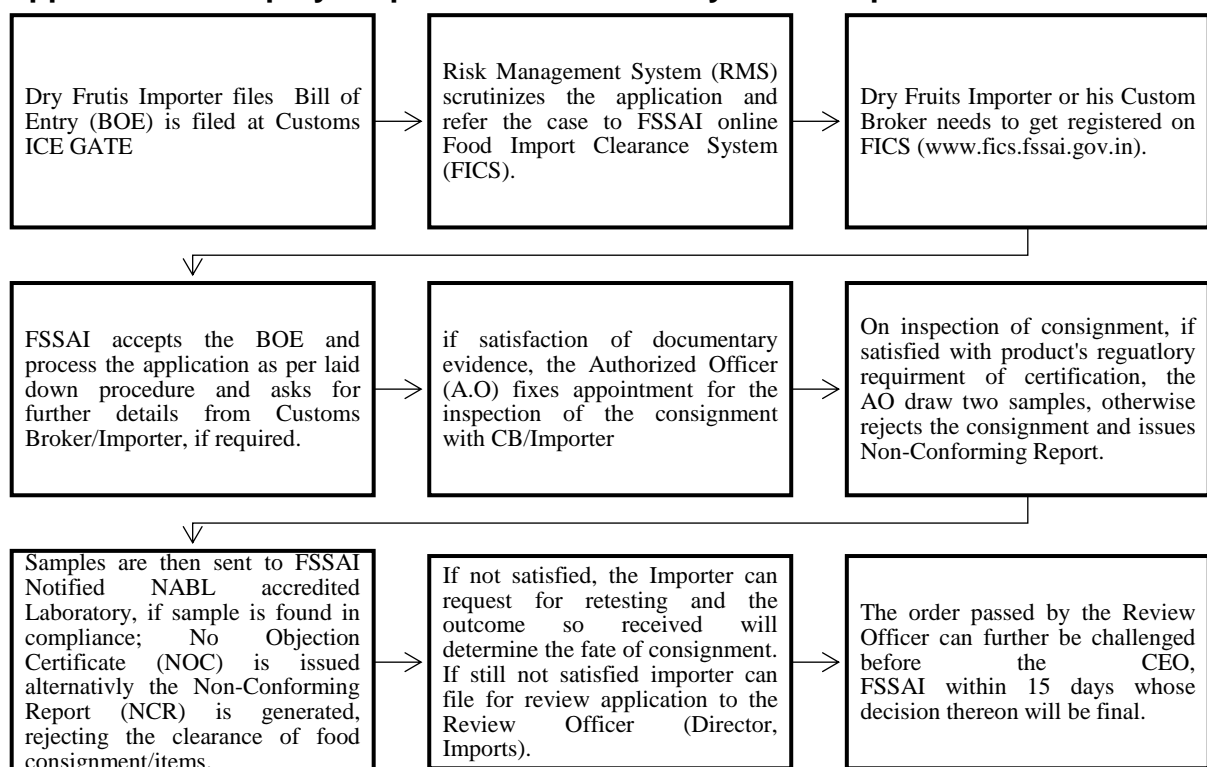 Dry Frutis Importer files Bill of
Entry (BOE) is filed at Customs
ICE GATE
Risk Management System (RMS)
scrutinizes the application and
refer the case to FSSAI online
Food Import Clearance System
(FICS).
Dry Fruits Importer or his Custom
Broker needs to get registered on
FICS (www.fics.fssai.gov.in).
FSSAI accepts the BOE and
process the application as per laid
down procedure and asks for
further details from Customs
Broker/Importer, if required.
if satisfaction of documentary
evidence, the Authorized Officer
(A.O) fixes appointment for the
inspection of the consignment
with CB/Importer
On inspection of consignment, if
satisfied with product's reguatlory
requirment of certification, the
AO draw two samples, otherwise
rejects the consignment and issues
Non-Conforming Report.
Samples are then sent to FSSAI
Notified NABL accredited
Laboratory, if sample is found in
compliance; No Objection
Certificate (NOC) is issued
alternativly the Non-Conforming
Report (NCR) is generated,
rejecting the clearance of food
consignment/items.
If not satisfied, the Importer can
request for retesting and the
outcome so received will
determine the fate of consignment.
If still not satisfied importer can
file for review application to the
Review Officer (Director,
Imports).
The order passed by the Review
Officer can further be challenged
before the CEO,
FSSAI within 15 days whose
decision thereon will be final.